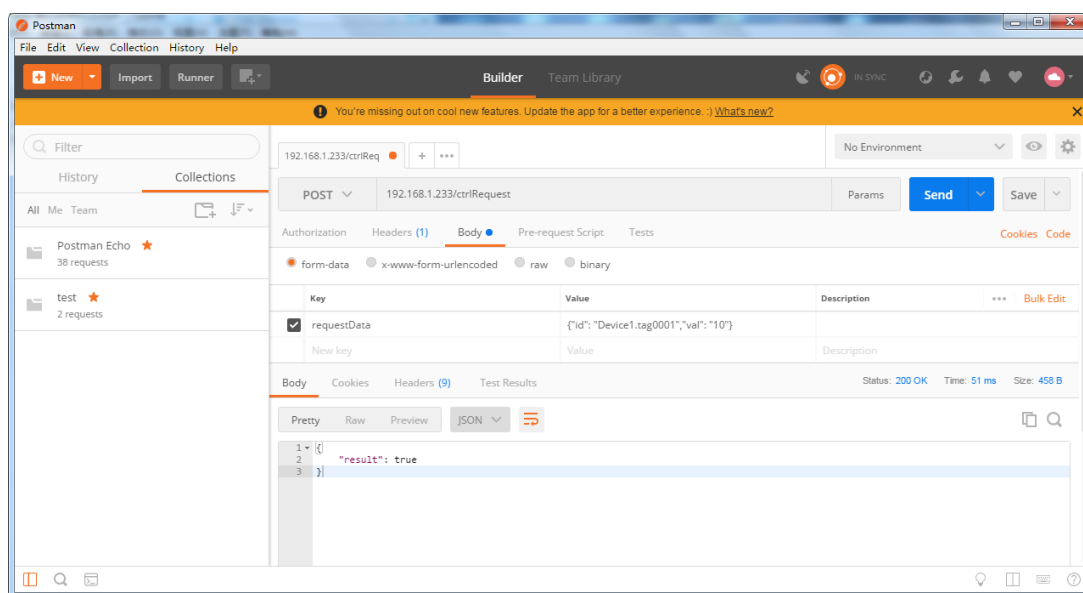 Postman
File Edit View Collection History Help
New Import Runner Builder Team Library IN SYNC
You're missing out on cool new features. Update the app for a better experience. :) What's new?
Filter
History Collections
All Me Team
Postman Echo
38 requests
test
2 requests
192.168.1.233/ctrlReq + •••
No Environment
POST 192.168.1.233/ctrlRequest Params Send Save
Authorization Headers (1) Body Pre-request Script Tests Cookies Code
form-data x-www-form-urlencoded raw binary
Key Value Description ••• Bulk Edit
requestData {"id": "Device1.tag0001","val": "10"}
New key Value Description
Body Cookies Headers (9) Test Results Status: 200 OK Time: 51 ms Size: 458 B
Pretty Raw Preview JSON
1 {
2 "result": true
3 }